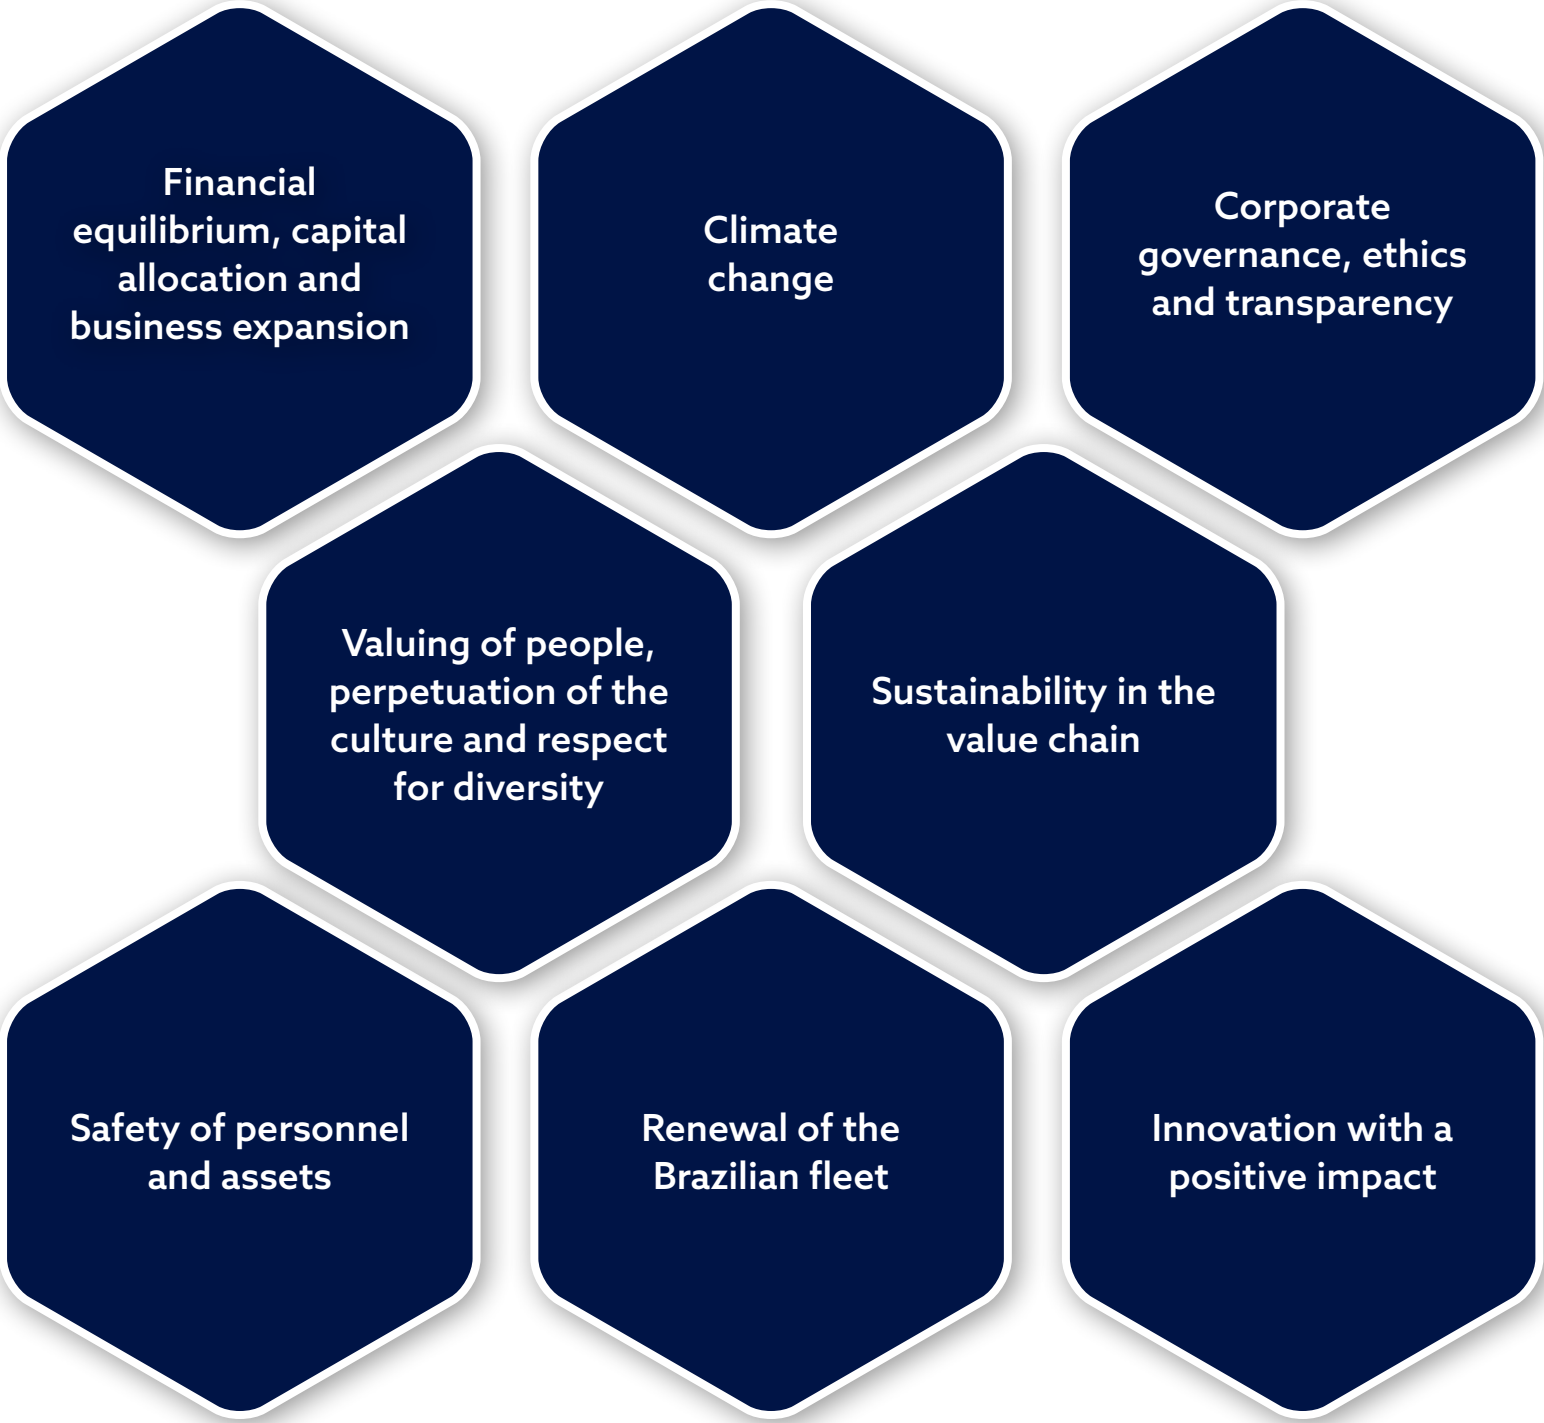 Financial
equilibrium, capital
allocation and
business expansion
Climate
change
Corporate
governance, ethics
and transparency
Valuing of people,
perpetuation of the
culture and respect
for diversity
Sustainability in the
value chain
Safety of personnel
and assets
Renewal of the
Brazilian fleet
Innovation with a
positive impact